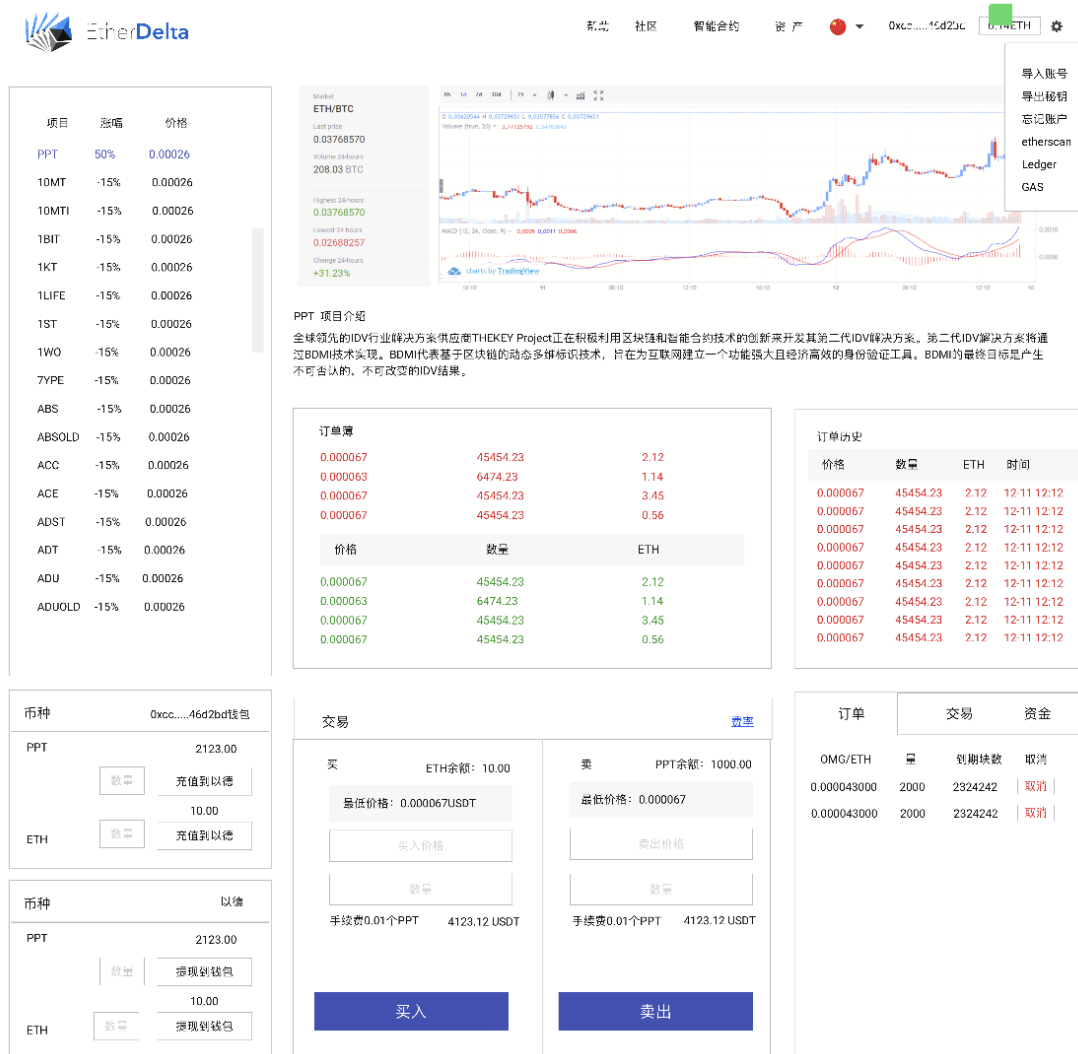 EtherDelta
帮助 社区 智能合约 资 产 0xcc.....46d2bd 0.14ETH
导入账号
导出秘钥
忘记账户
etherscan
Ledger
GAS
项目 涨幅 价格
PPT 50% 0.00026
10MT -15% 0.00026
10MTI -15% 0.00026
1BIT -15% 0.00026
1KT -15% 0.00026
1LIFE -15% 0.00026
1ST -15% 0.00026
1WO -15% 0.00026
7YPE -15% 0.00026
ABS -15% 0.00026
ABSOLD -15% 0.00026
ACC -15% 0.00026
ACE -15% 0.00026
ADST -15% 0.00026
ADT -15% 0.00026
ADU -15% 0.00026
ADUOLD -15% 0.00026
Market
ETH/BTC
Last price
0.03768570
Volume 24-hours
208.03 BTC
Highest 24-hours
0.03768570
Lowest 24-hours
0.02688257
Change 24-hours
+31.23%
MACD (12, 26, close, 9)
charts by TradingView
PPT 项目介绍
全球领先的IDV行业解决方案供应商THEKEY Project正在积极利用区块链和智能合约技术的创新来开发其第二代IDV解决方案。第二代IDV解决方案将通
过BDMI技术实现。BDMI代表基于区块链的动态多维标识技术，旨在为互联网建立一个功能强大且经济高效的身份验证工具。BDMI的最终目标是产生
不可否认的，不可改变的IDV结果。
订单薄
0.000067 45454.23 2.12
0.000063 6474.23 1.14
0.000067 45454.23 3.45
0.000067 45454.23 0.56
价格 数量 ETH
0.000067 45454.23 2.12
0.000063 6474.23 1.14
0.000067 45454.23 3.45
0.000067 45454.23 0.56
订单历史
价格 数量 ETH 时间
0.000067 45454.23 2.12 12-11 12:12
0.000067 45454.23 2.12 12-11 12:12
0.000067 45454.23 2.12 12-11 12:12
0.000067 45454.23 2.12 12-11 12:12
0.000067 45454.23 2.12 12-11 12:12
0.000067 45454.23 2.12 12-11 12:12
0.000067 45454.23 2.12 12-11 12:12
0.000067 45454.23 2.12 12-11 12:12
0.000067 45454.23 2.12 12-11 12:12
币种 0xcc.....46d2bd钱包
PPT 2123.00
数量 充值到以德
10.00
ETH 数量 充值到以德
币种 以德
PPT 2123.00
数量 提现到钱包
10.00
ETH 数量 提现到钱包
交易 费率
买 ETH余额：10.00
最低价格：0.000067USDT
买入价格
数量
手续费0.01个PPT 4123.12 USDT
买入
卖 PPT余额：1000.00
最低价格：0.000067
卖出价格
数量
手续费0.01个PPT 4123.12 USDT
卖出
订单 交易 资金
OMG/ETH 量 到期块数 取消
0.000043000 2000 2324242 取消
0.000043000 2000 2324242 取消